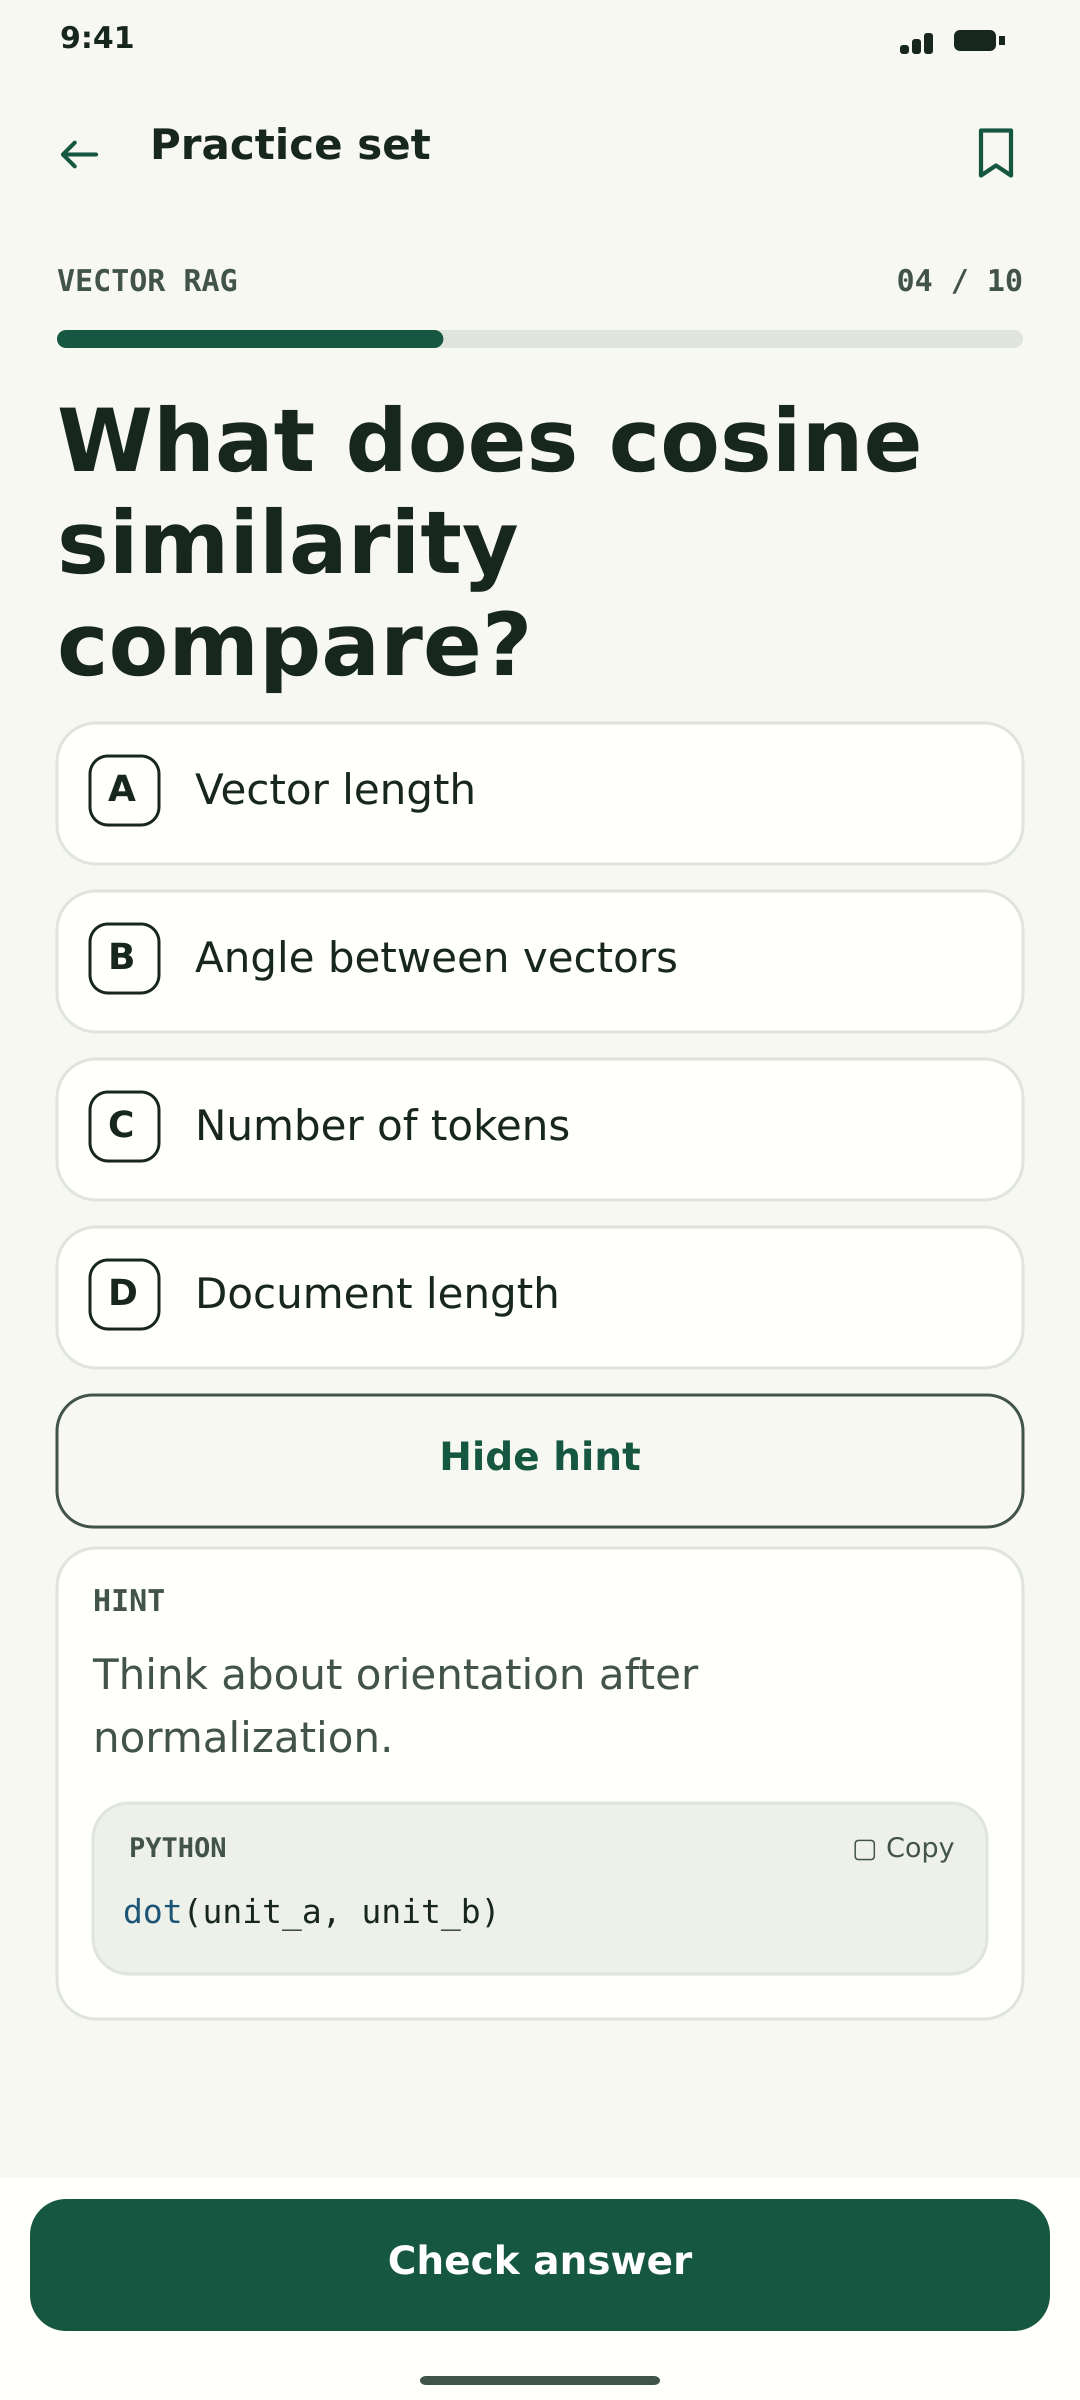 9:41
Practice set
VECTOR RAG
04 / 10
What does cosine
similarity
compare?
A
Vector length
B
Angle between vectors
C
Number of tokens
D
Document length
Hide hint
HINT
Think about orientation after
normalization.
PYTHON
Copy
dot(unit_a, unit_b)
Check answer